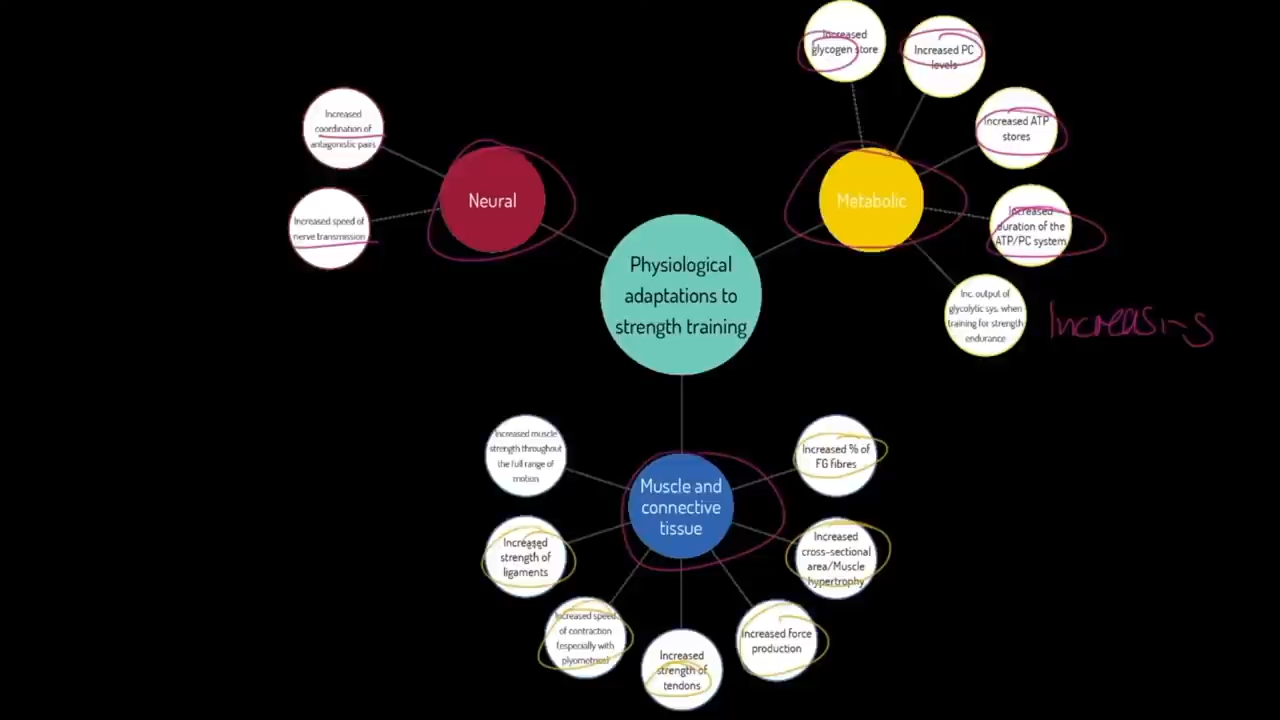 Increased
glycogen store
Increased PC
levels
Increased
coordination of
antagonistic pairs
Increased ATP
stores
Neural
Metabolic
Increased speed of
nerve transmission
Increased
duration of the
ATP/PC system
Physiological
adaptations to
strength training
Inc. output of
glycolytic sys. when
training for strength
endurance
Increasing
Increased muscle
strength throughout
the full range of
motion
Increased % of
FG fibres
Muscle and
connective
tissue
Increased
strength of
ligaments
Increased
cross-sectional
area/Muscle
hypertrophy
Increased speed
of contraction
(especially with
plyometrics)
Increased
strength of
tendons
Increased force
production